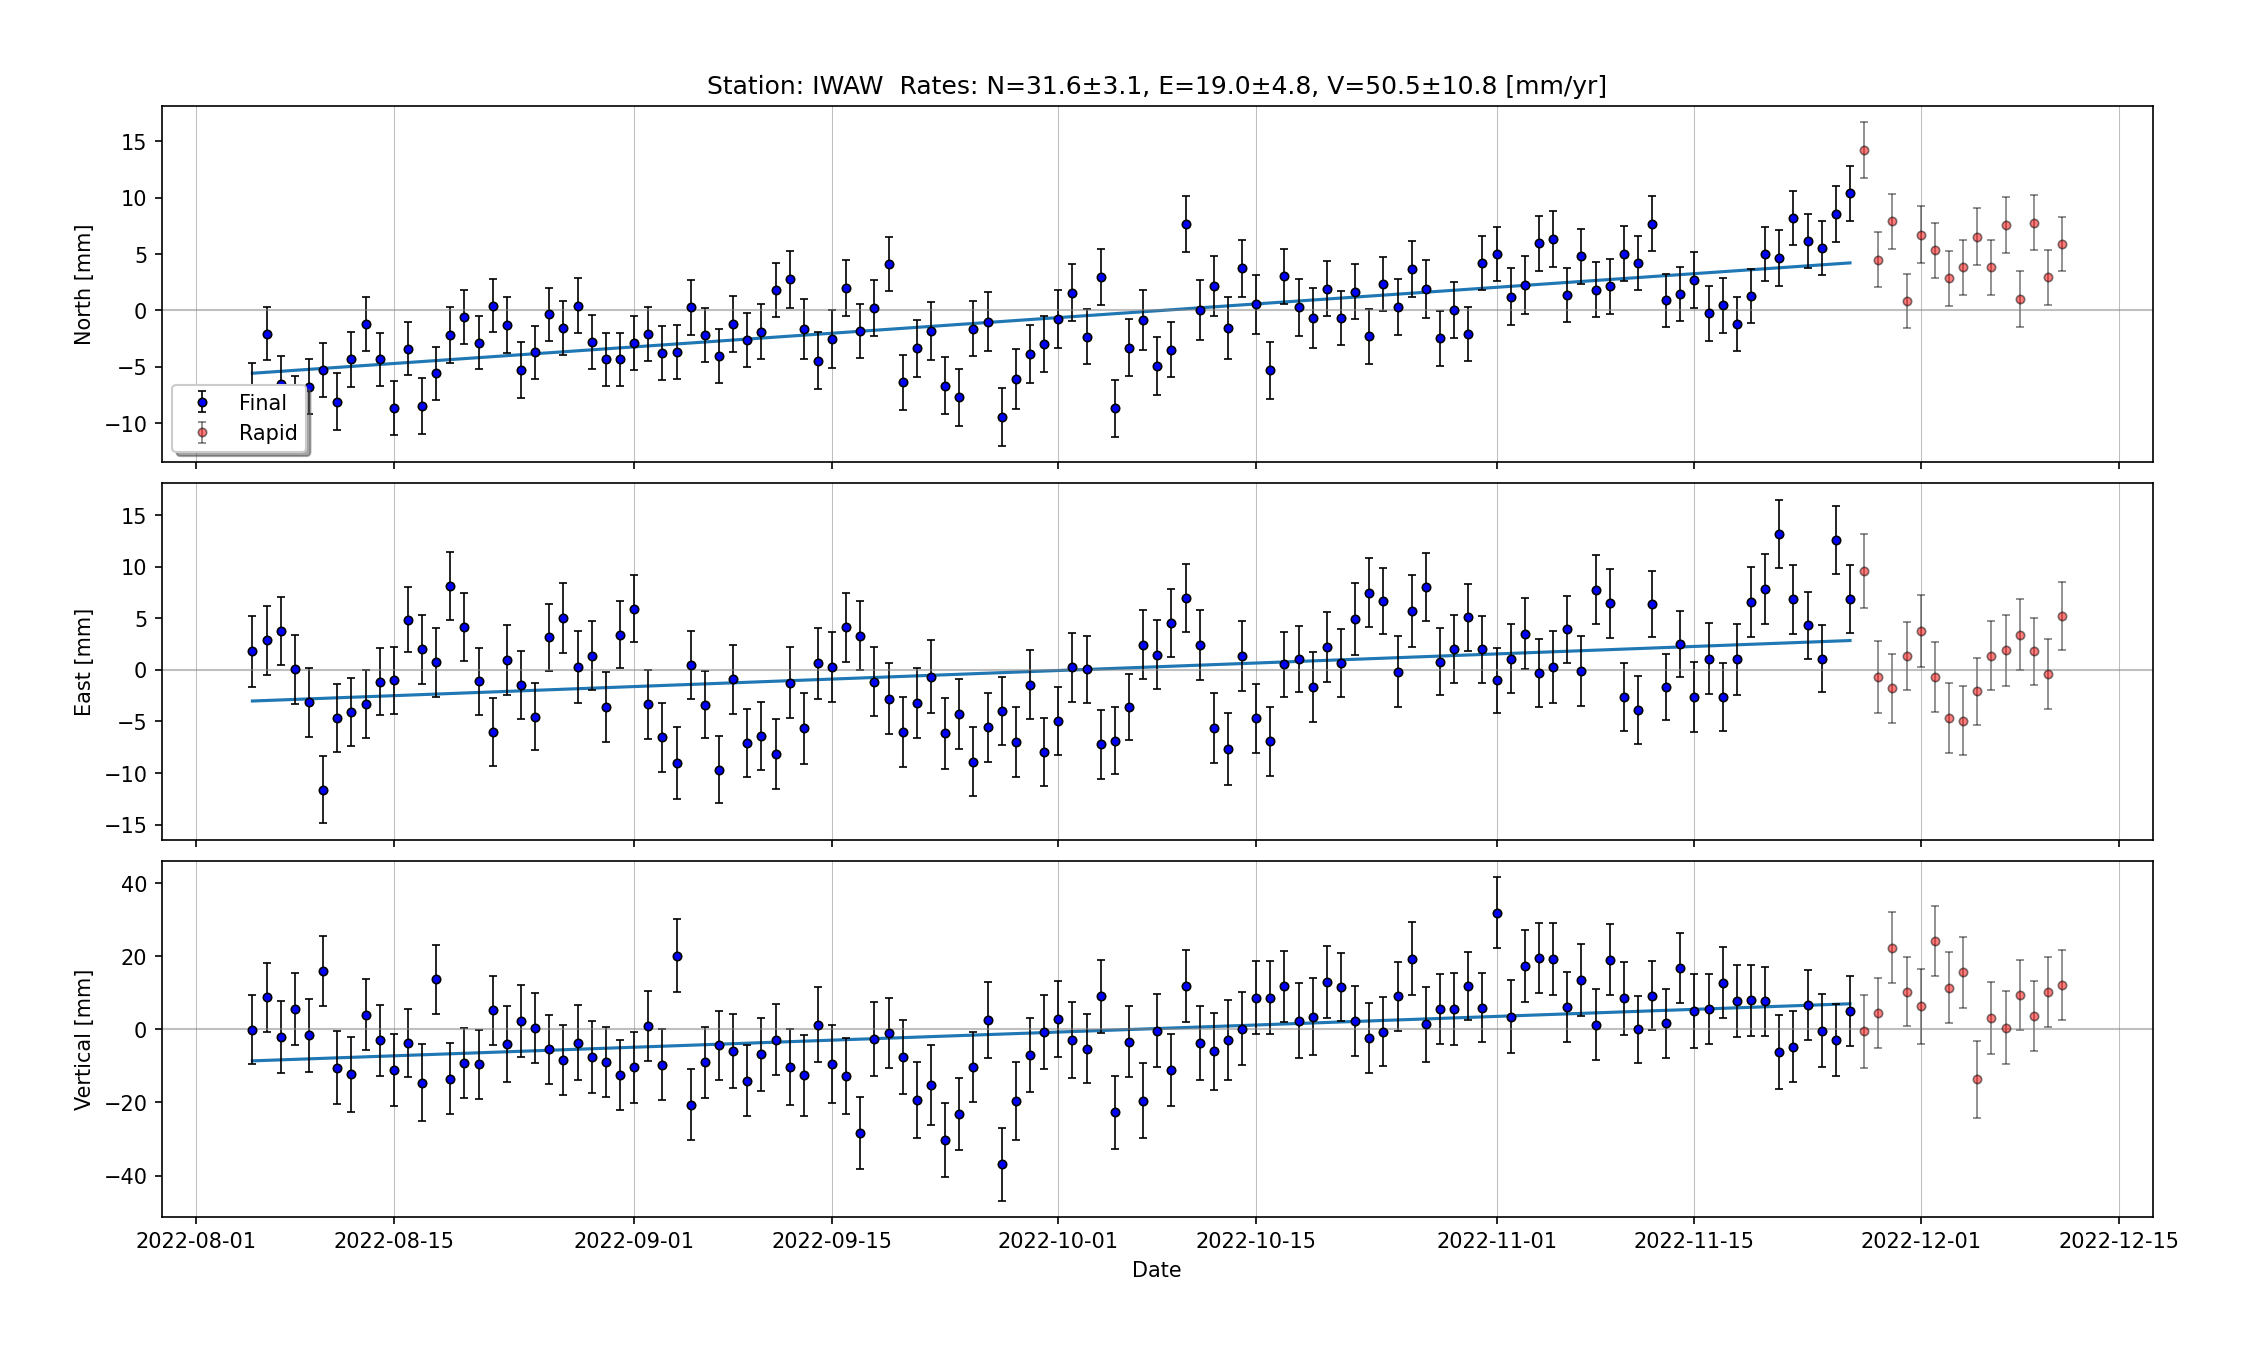 Station: IWAW  Rates: N=31.6±3.1, E=19.0±4.8, V=50.5±10.8 [mm/yr]
North [mm]
15
10
5
0
−5
−10
Final
Rapid
East [mm]
15
10
5
0
−5
−10
−15
Vertical [mm]
40
20
0
−20
−40
2022-08-01 2022-08-15 2022-09-01 2022-09-15 2022-10-01 2022-10-15 2022-11-01 2022-11-15 2022-12-01 2022-12-15
Date